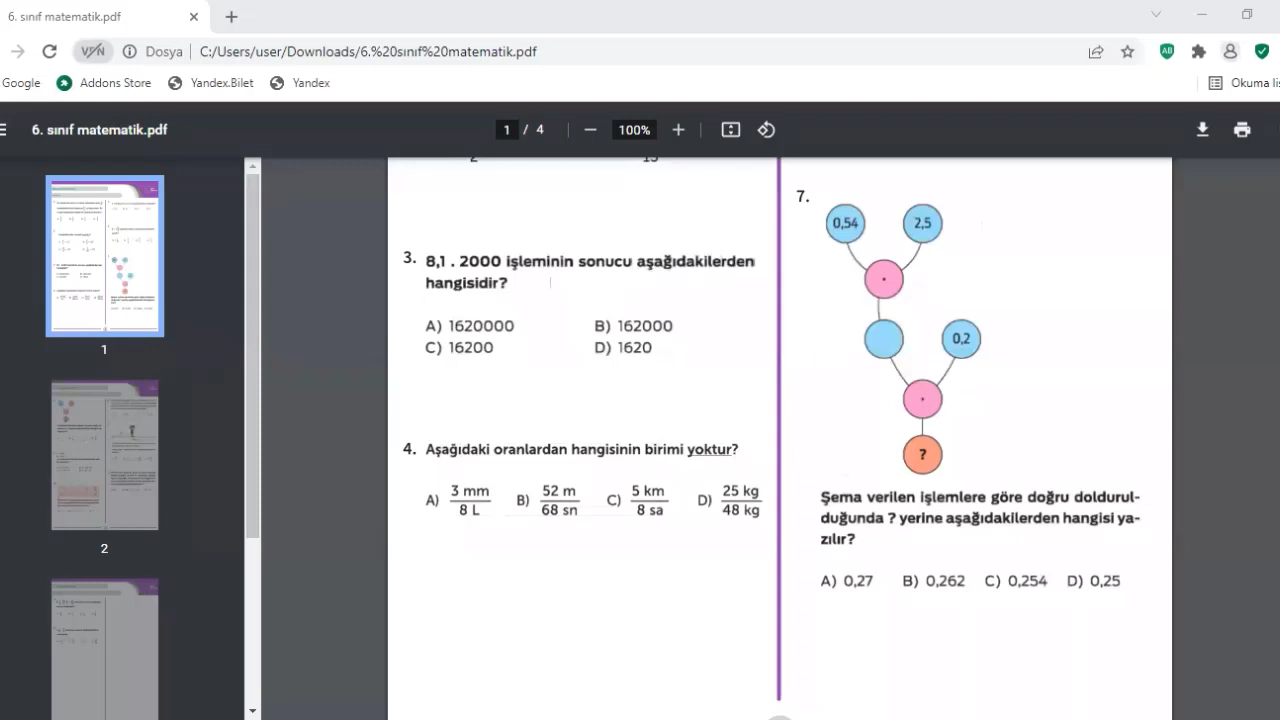 6. sınıf matematik.pdf
VPN
Dosya
C:/Users/user/Downloads/6.%20sınıf%20matematik.pdf
Google
Addons Store
Yandex.Bilet
Yandex
Okuma lis
6. sınıf matematik.pdf
1 / 4
100%
1
2
3. 8,1 . 2000 işleminin sonucu aşağıdakilerden
hangisidir?
A) 1620000 B) 162000
C) 16200 D) 1620
4. Aşağıdaki oranlardan hangisinin birimi yoktur?
A) 3 mm / 8 L B) 52 m / 68 sn C) 5 km / 8 sa D) 25 kg / 48 kg
7.
0,54 2,5
·
0,2
·
?
Şema verilen işlemlere göre doğru doldurul-
duğunda ? yerine aşağıdakilerden hangisi ya-
zılır?
A) 0,27 B) 0,262 C) 0,254 D) 0,25